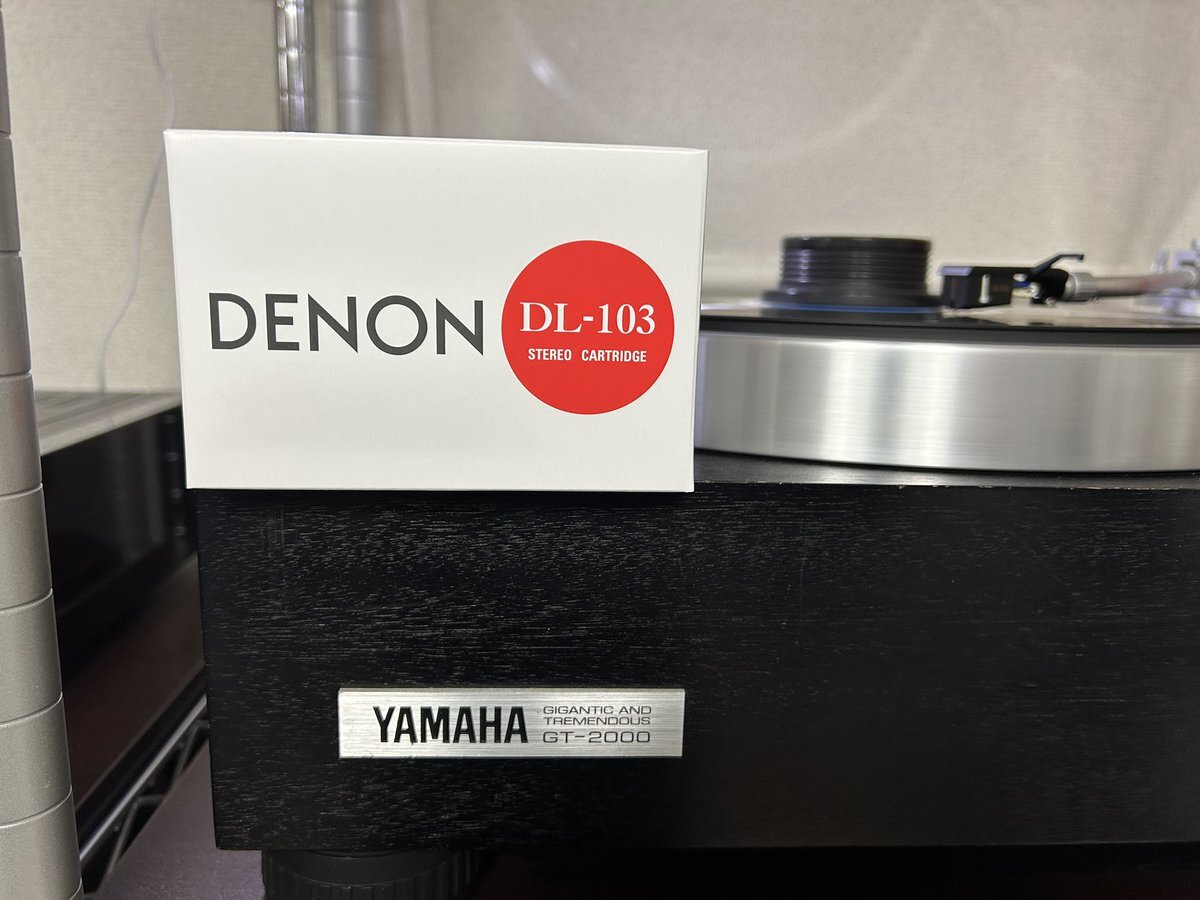 DENON
DL-103
STEREO CARTRIDGE
YAMAHA
GIGANTIC AND
TREMENDOUS
GT-2000